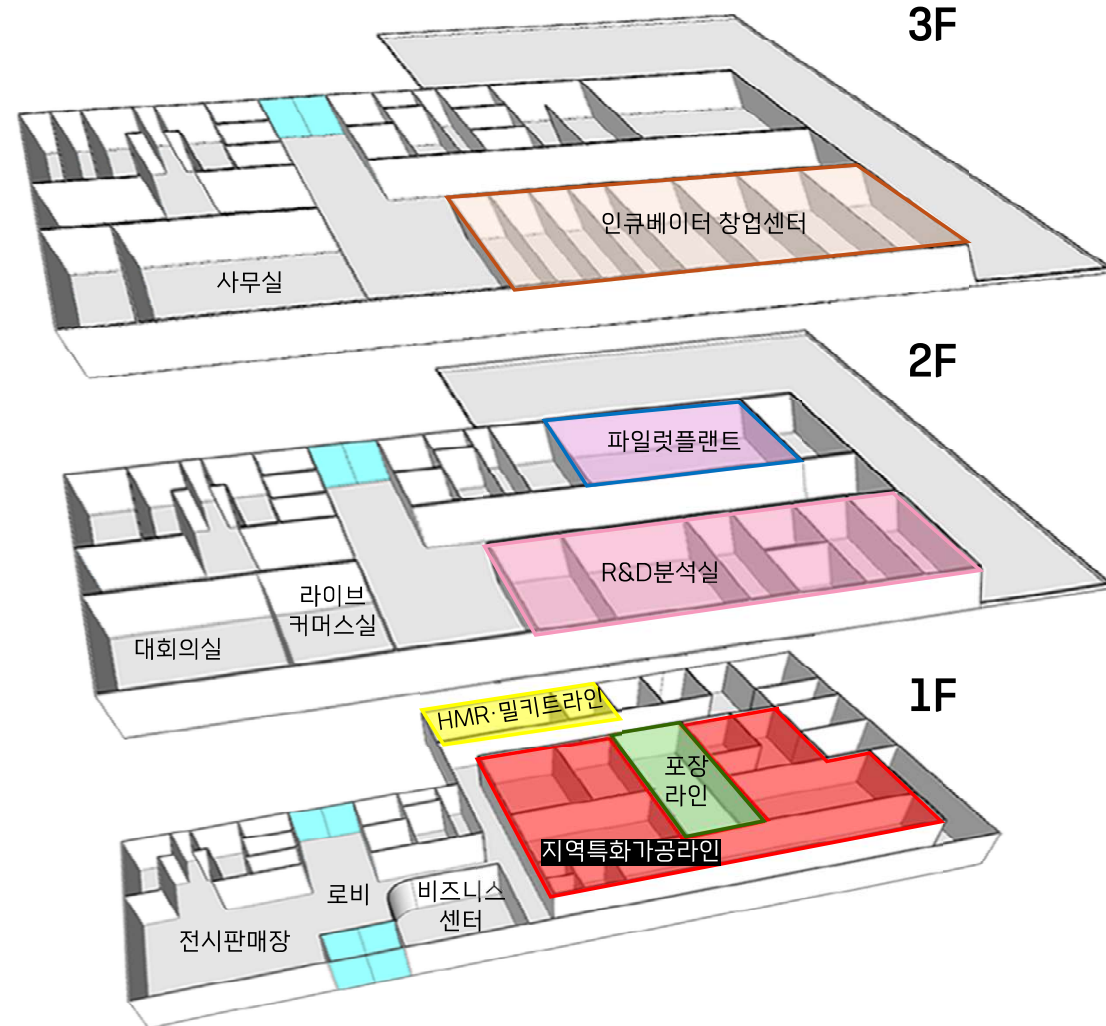 3F
인큐베이터 창업센터
사무실
2F
파일럿플랜트
R&D분석실
라이브
커머스실
대회의실
1F
HMR·밀키트라인
포장
라인
지역특화가공라인
로비
비즈니스
센터
전시판매장